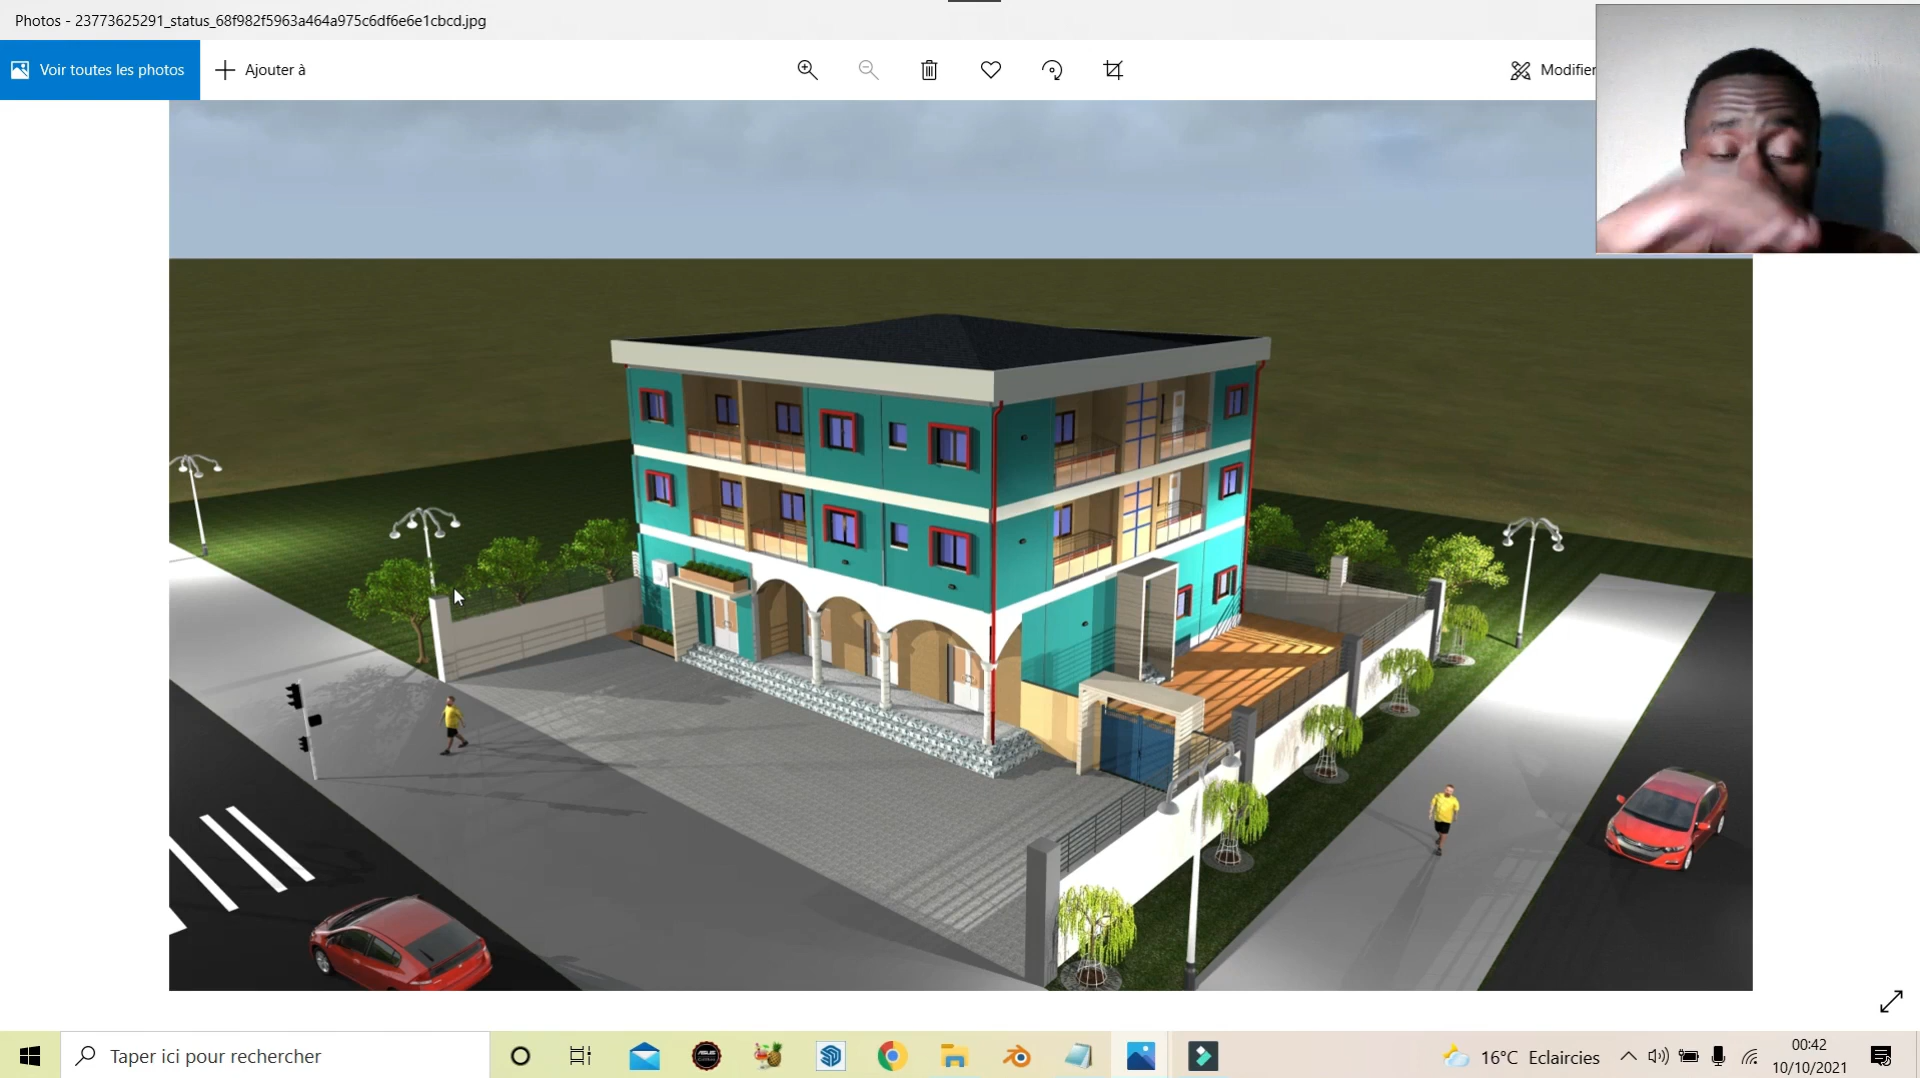 Photos - 23773625291_status_68f982f5963a464a975c6df6e6e1cbcd.jpg
Voir toutes les photos
Ajouter à
Modifier
Taper ici pour rechercher
16°C Eclaircies
00:42
10/10/2021